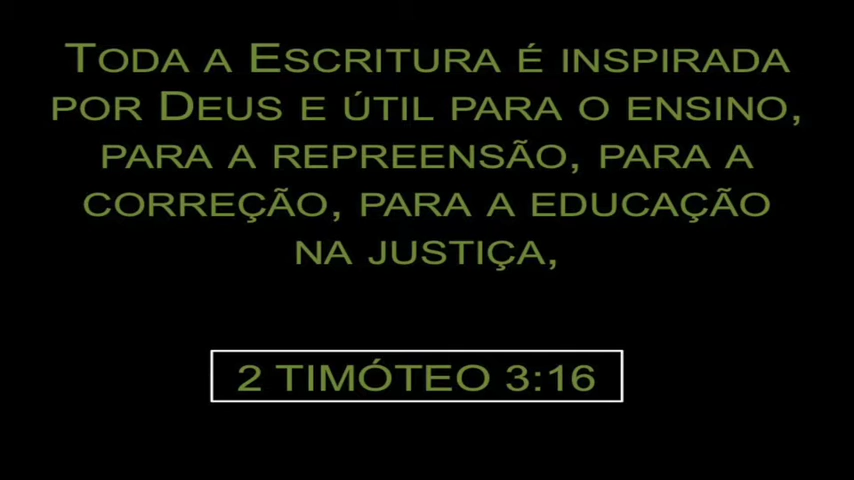 TODA A ESCRITURA É INSPIRADA
POR DEUS E ÚTIL PARA O ENSINO,
PARA A REPREENSÃO, PARA A
CORREÇÃO, PARA A EDUCAÇÃO
NA JUSTIÇA,
2 TIMÓTEO 3:16